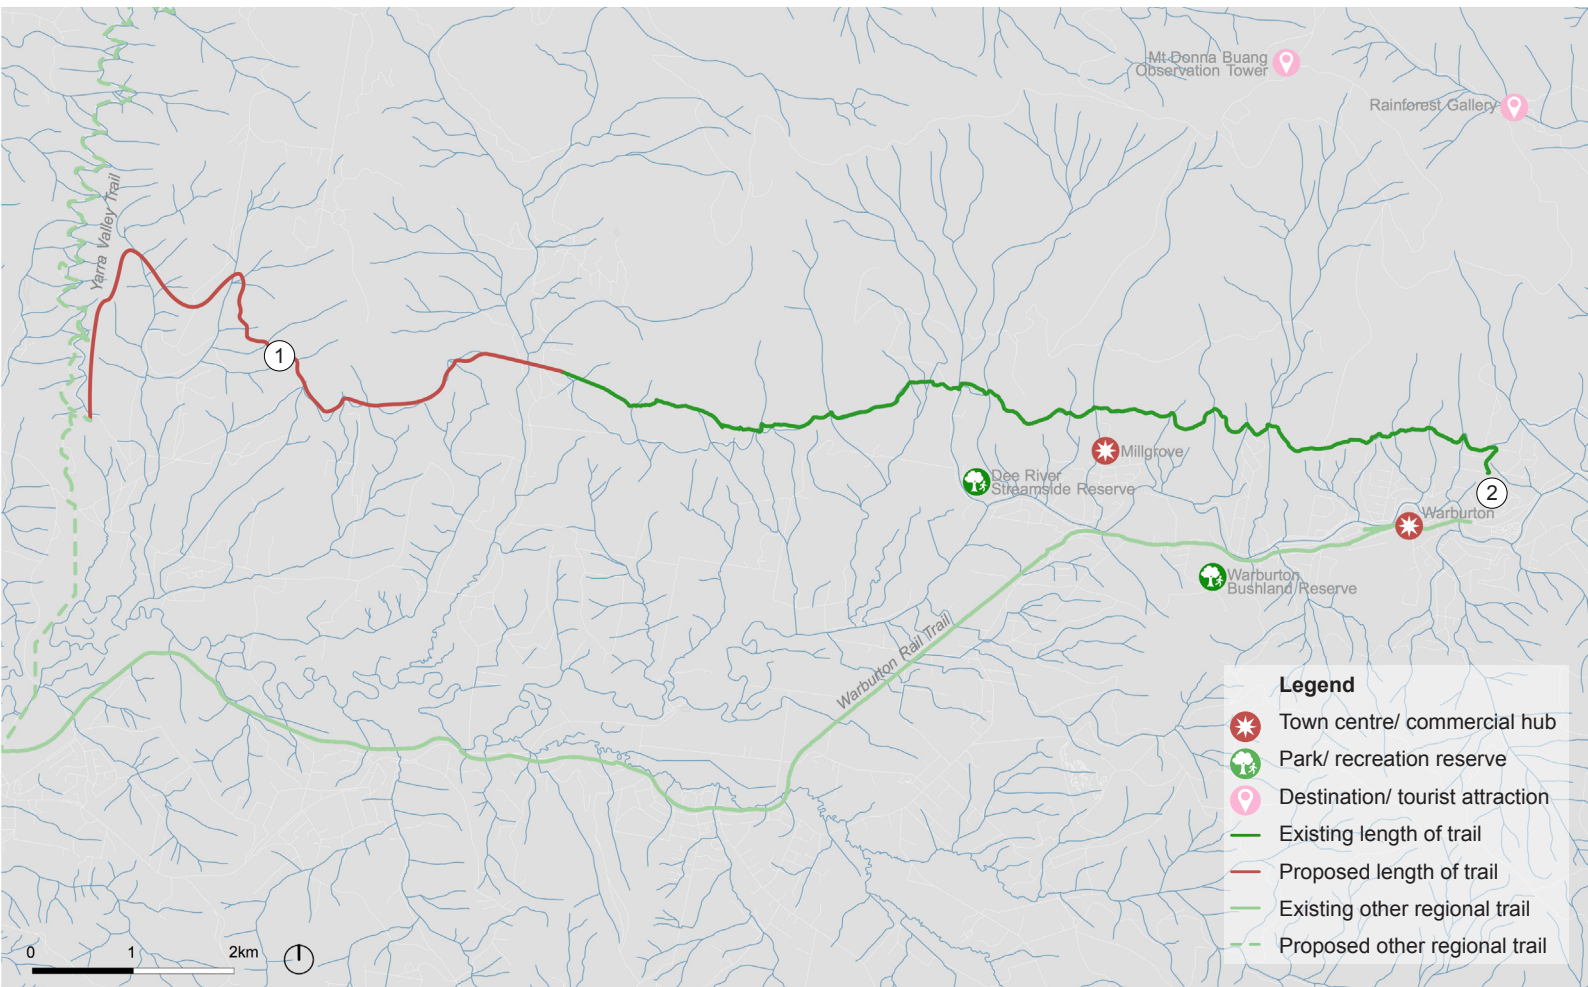 Mt Donna Buang
Observation Tower
Rainforest Gallery
Yarra Valley Trail
1
Millgrove
Dee River
Streamside Reserve
2
Warburton
Warburton
Bushland Reserve
Warburton Rail Trail
Legend
Town centre/ commercial hub
Park/ recreation reserve
Destination/ tourist attraction
Existing length of trail
Proposed length of trail
Existing other regional trail
Proposed other regional trail
0 1 2km